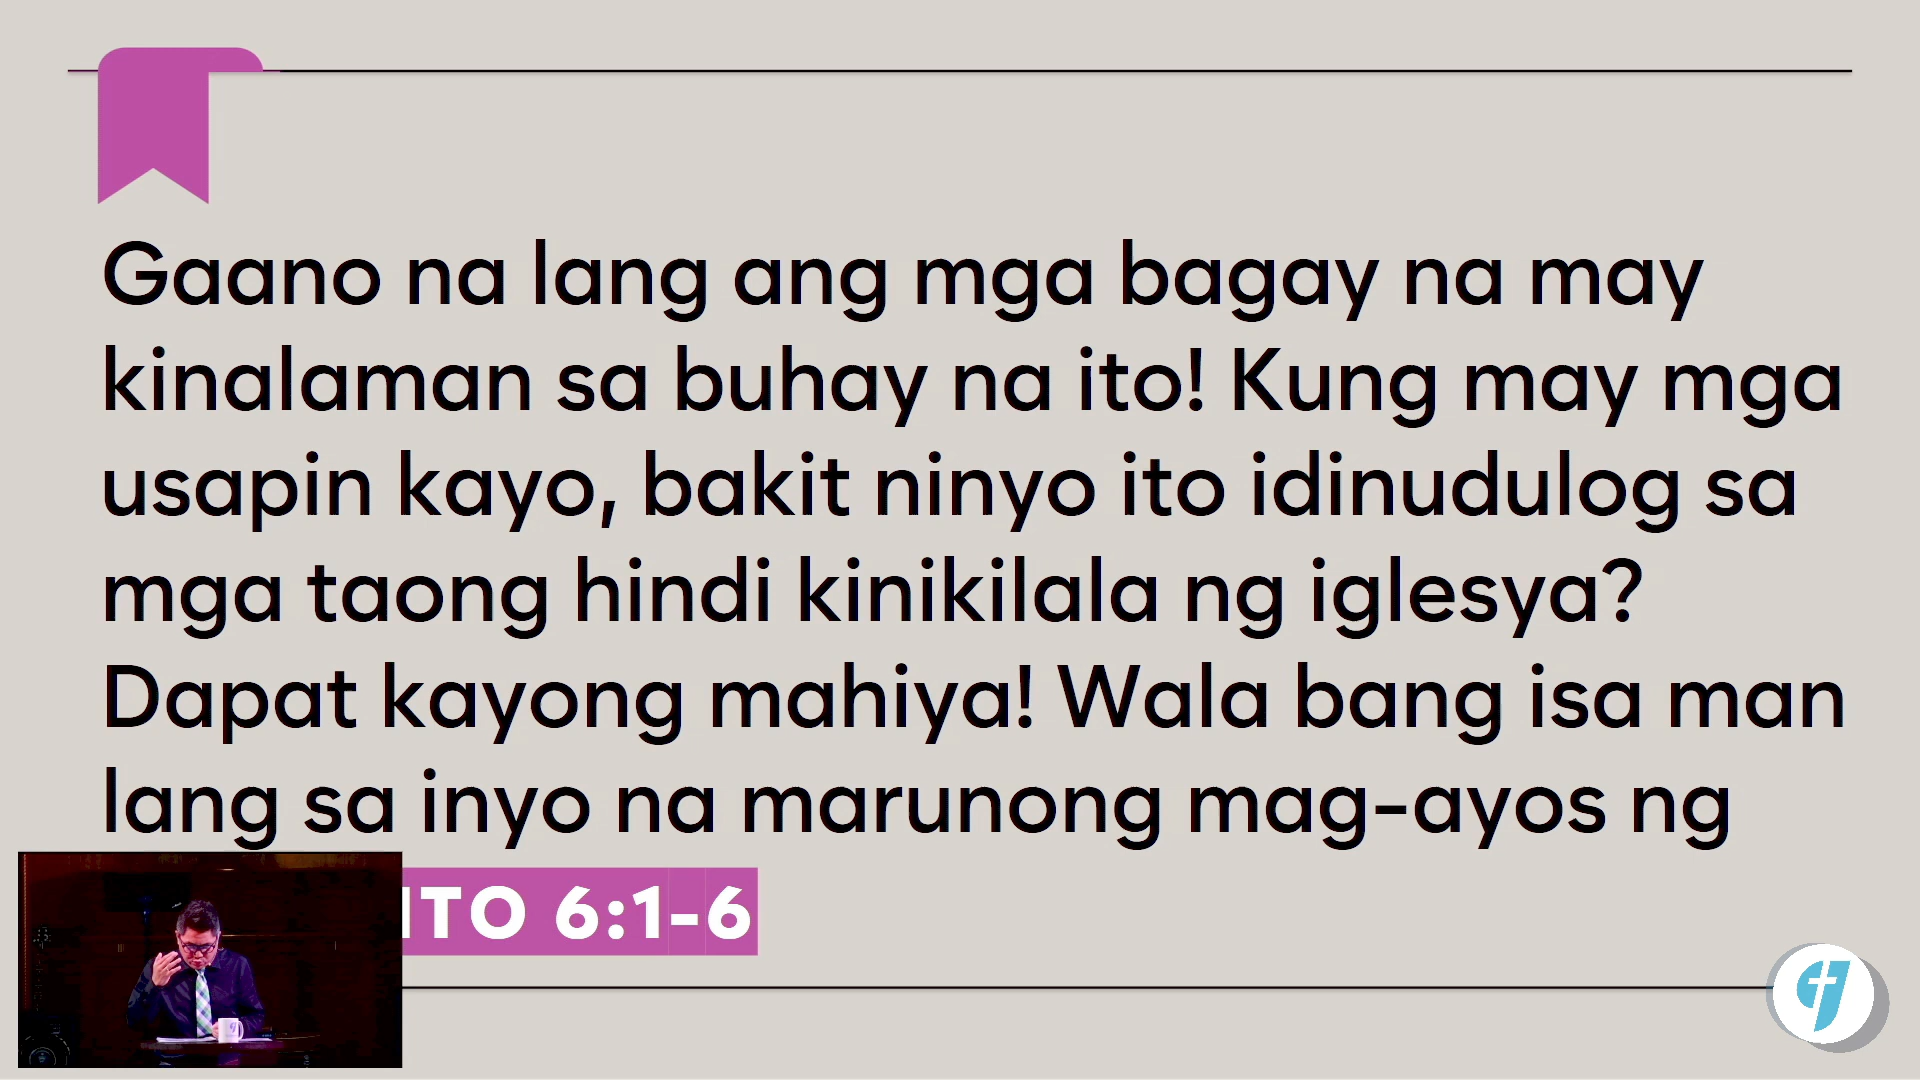 Gaano na lang ang mga bagay na may
kinalaman sa buhay na ito! Kung may mga
usapin kayo, bakit ninyo ito idinudulog sa
mga taong hindi kinikilala ng iglesya?
Dapat kayong mahiya! Wala bang isa man
lang sa inyo na marunong mag-ayos ng
ITO 6:1-6